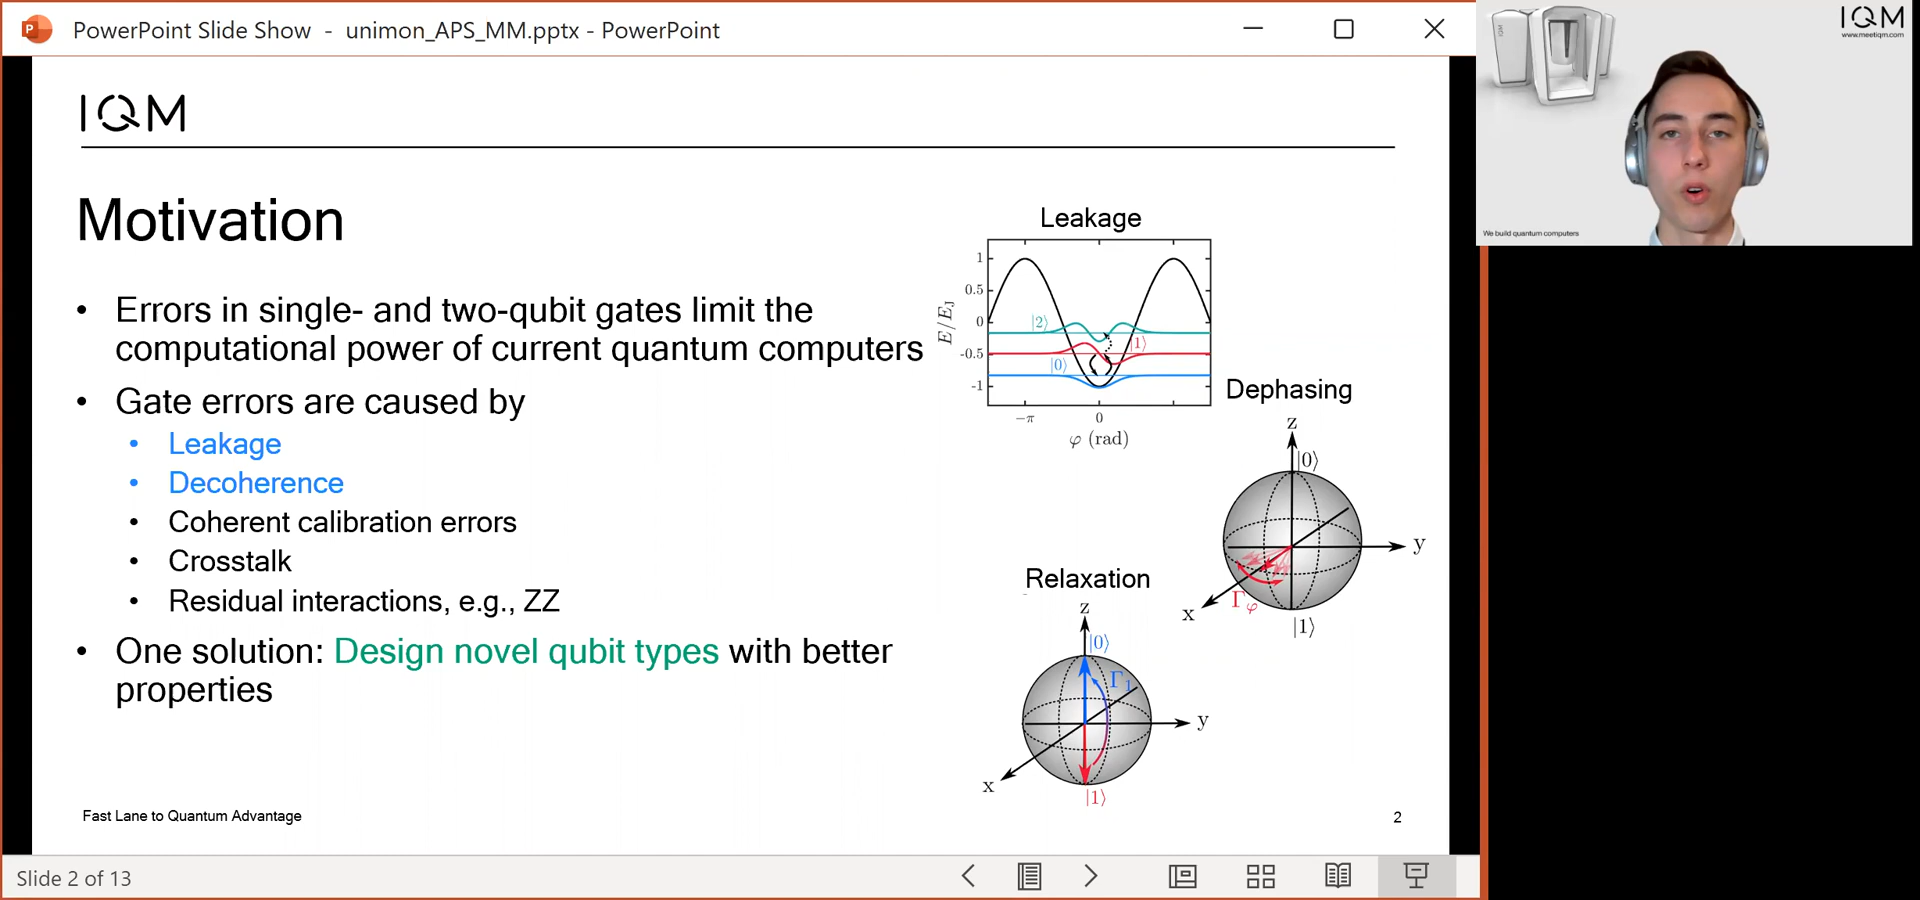 PowerPoint Slide Show - unimon_APS_MM.pptx - PowerPoint
IQM
Motivation
• Errors in single- and two-qubit gates limit the
computational power of current quantum computers
• Gate errors are caused by
• Leakage
• Decoherence
• Coherent calibration errors
• Crosstalk
• Residual interactions, e.g., ZZ
• One solution: Design novel qubit types with better
properties
Leakage
E/E_J
1
0.5
0
-0.5
-1
|2⟩
|1⟩
|0⟩
−π
0
φ (rad)
Dephasing
z
|0⟩
y
x
Γφ
|1⟩
Relaxation
z
|0⟩
Γ1
y
x
|1⟩
Fast Lane to Quantum Advantage
2
Slide 2 of 13
IQM
www.meetiqm.com
IQM
We build quantum computers